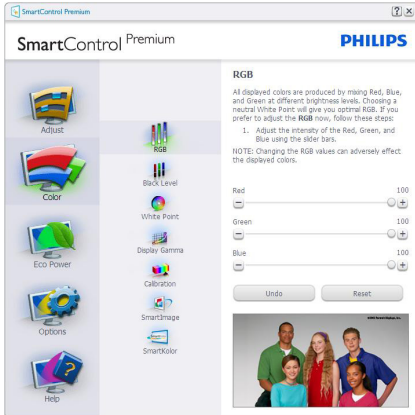 SmartControl Premium
SmartControl Premium
PHILIPS
Adjust
Color
Eco Power
Options
Help
RGB
Black Level
White Point
Display Gamma
Calibration
SmartImage
SmartKolor
RGB
All displayed colors are produced by mixing Red, Blue,
and Green at different brightness levels. Choosing a
neutral White Point will give you optimal RGB. If you
prefer to adjust the RGB now, follow these steps:
1. Adjust the intensity of the Red, Green, and
Blue using the slider bars.
NOTE: Changing the RGB values can adversely effect
the displayed colors.
Red 100
Green 100
Blue 100
Undo Reset